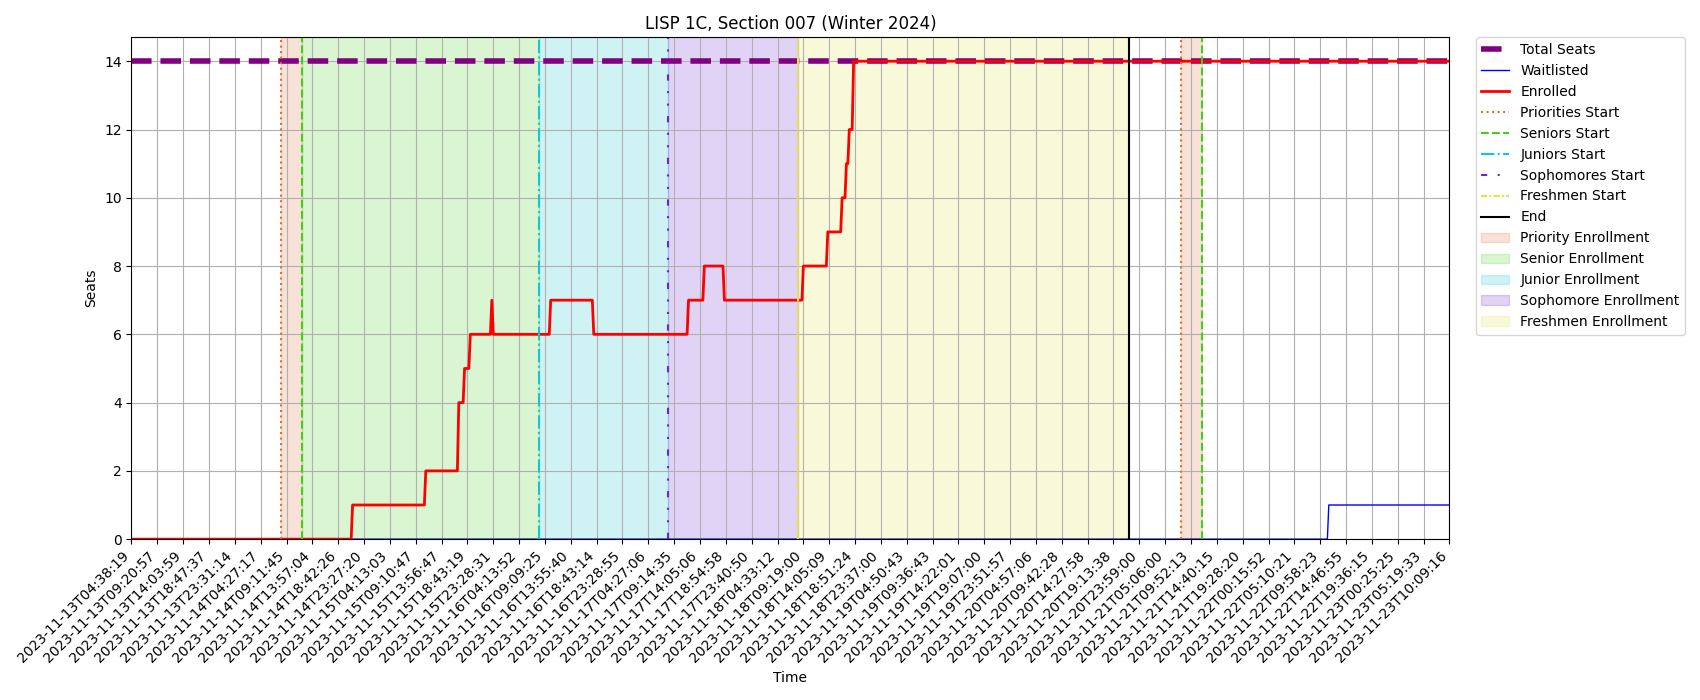 LISP 1C, Section 007 (Winter 2024)
Seats
14
12
10
8
6
4
2
0
2023-11-13T04:38:19
2023-11-13T09:20:57
2023-11-13T14:03:59
2023-11-13T18:47:37
2023-11-13T23:31:14
2023-11-14T04:27:17
2023-11-14T09:11:45
2023-11-14T13:57:04
2023-11-14T18:42:26
2023-11-14T23:27:20
2023-11-15T04:13:03
2023-11-15T09:10:47
2023-11-15T13:56:47
2023-11-15T18:43:19
2023-11-15T23:28:31
2023-11-16T04:13:52
2023-11-16T09:09:25
2023-11-16T13:55:40
2023-11-16T18:43:14
2023-11-16T23:28:55
2023-11-17T04:27:06
2023-11-17T09:14:35
2023-11-17T14:05:06
2023-11-17T18:54:58
2023-11-17T23:40:50
2023-11-18T04:33:12
2023-11-18T09:19:00
2023-11-18T14:05:09
2023-11-18T18:51:24
2023-11-18T23:37:00
2023-11-19T04:50:43
2023-11-19T09:36:43
2023-11-19T14:22:01
2023-11-19T19:07:00
2023-11-19T23:51:57
2023-11-20T04:57:06
2023-11-20T09:42:28
2023-11-20T14:27:58
2023-11-20T19:13:38
2023-11-20T23:59:00
2023-11-21T05:06:00
2023-11-21T09:52:13
2023-11-21T14:40:15
2023-11-21T19:28:20
2023-11-22T00:15:52
2023-11-22T05:10:21
2023-11-22T09:58:23
2023-11-22T14:46:55
2023-11-22T19:36:15
2023-11-23T00:25:25
2023-11-23T05:19:33
2023-11-23T10:09:16
Time
Total Seats
Waitlisted
Enrolled
Priorities Start
Seniors Start
Juniors Start
Sophomores Start
Freshmen Start
End
Priority Enrollment
Senior Enrollment
Junior Enrollment
Sophomore Enrollment
Freshmen Enrollment